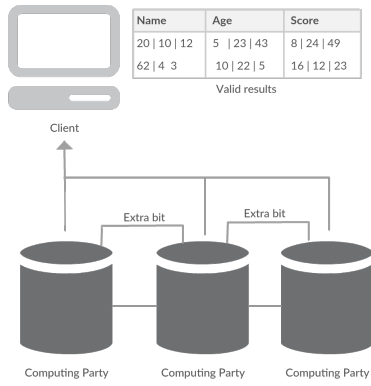 Name Age Score
20 | 10 | 12 5 | 23 | 43 8 | 24 | 49
62 | 4 3 10 | 22 | 5 16 | 12 | 23
Valid results
Client
Extra bit Extra bit
Computing Party Computing Party Computing Party